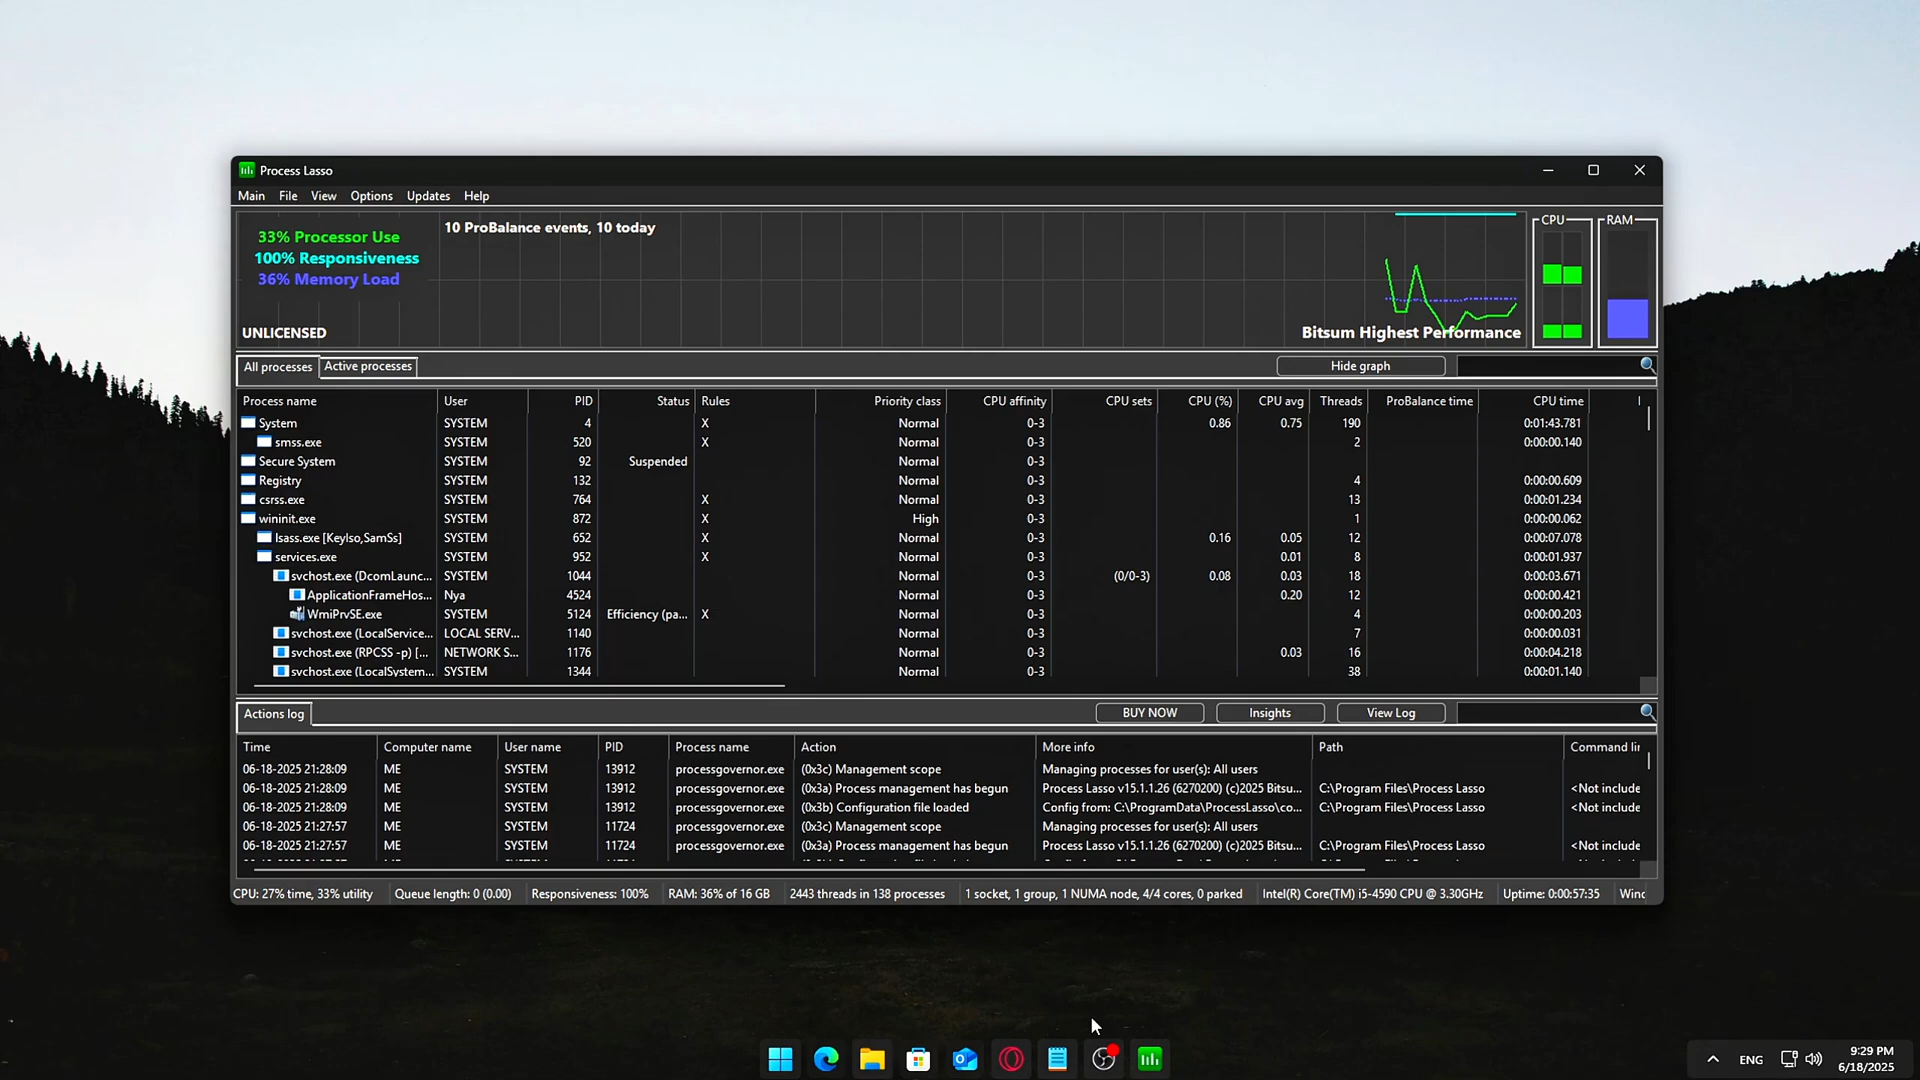 Process Lasso
Main File View Options Updates Help
33% Processor Use
100% Responsiveness
36% Memory Load
UNLICENSED
10 ProBalance events, 10 today
Bitsum Highest Performance
CPU RAM
All processes Active processes Hide graph
Process name User PID Status Rules Priority class CPU affinity CPU sets CPU (%) CPU avg Threads ProBalance time CPU time
System SYSTEM 4 X Normal 0-3 0.86 0.75 190 0:01:43.781
smss.exe SYSTEM 520 X Normal 0-3 2 0:00:00.140
Secure System SYSTEM 92 Suspended Normal 0-3
Registry SYSTEM 132 Normal 0-3 4 0:00:00.609
csrss.exe SYSTEM 764 X Normal 0-3 13 0:00:01.234
wininit.exe SYSTEM 872 X High 0-3 1 0:00:00.062
lsass.exe [KeyIso,SamSs] SYSTEM 652 X Normal 0-3 0.16 0.05 12 0:00:07.078
services.exe SYSTEM 952 X Normal 0-3 0.01 8 0:00:01.937
svchost.exe (DcomLaunc... SYSTEM 1044 Normal 0-3 (0/0-3) 0.08 0.03 18 0:00:03.671
ApplicationFrameHos... Nya 4524 Normal 0-3 0.20 12 0:00:00.421
WmiPrvSE.exe SYSTEM 5124 Efficiency (pa... X Normal 0-3 4 0:00:00.203
svchost.exe (LocalService... LOCAL SERV... 1140 Normal 0-3 7 0:00:00.031
svchost.exe (RPCSS -p) [... NETWORK S... 1176 Normal 0-3 0.03 16 0:00:04.218
svchost.exe (LocalSystem... SYSTEM 1344 Normal 0-3 38 0:00:01.140
Actions log BUY NOW Insights View Log
Time Computer name User name PID Process name Action More info Path Command lin
06-18-2025 21:28:09 ME SYSTEM 13912 processgovernor.exe (0x3c) Management scope Managing processes for user(s): All users
06-18-2025 21:28:09 ME SYSTEM 13912 processgovernor.exe (0x3a) Process management has begun Process Lasso v15.1.1.26 (6270200) (c)2025 Bitsu... C:\Program Files\Process Lasso <Not include
06-18-2025 21:28:09 ME SYSTEM 13912 processgovernor.exe (0x3b) Configuration file loaded Config from: C:\ProgramData\ProcessLasso\co... C:\Program Files\Process Lasso <Not include
06-18-2025 21:27:57 ME SYSTEM 11724 processgovernor.exe (0x3c) Management scope Managing processes for user(s): All users
06-18-2025 21:27:57 ME SYSTEM 11724 processgovernor.exe (0x3a) Process management has begun Process Lasso v15.1.1.26 (6270200) (c)2025 Bitsu... C:\Program Files\Process Lasso <Not include
CPU: 27% time, 33% utility Queue length: 0 (0.00) Responsiveness: 100% RAM: 36% of 16 GB 2443 threads in 138 processes 1 socket, 1 group, 1 NUMA node, 4/4 cores, 0 parked Intel(R) Core(TM) i5-4590 CPU @ 3.30GHz Uptime: 0:00:57:35 Wind
ENG 9:29 PM
6/18/2025